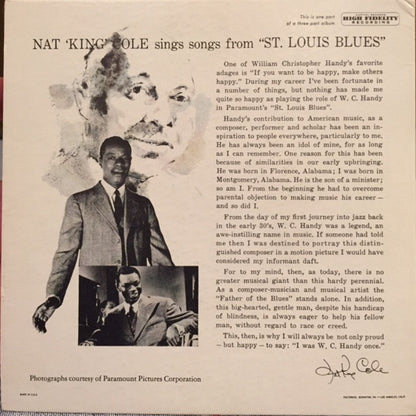 This is one part
of a three part album
HIGH FIDELITY
RECORDING
NAT 'KING' COLE sings songs from "ST. LOUIS BLUES"
One of William Christopher Handy's favorite
adages is "If you want to be happy, make others
happy." During my career I've been fortunate in
a number of things, but nothing has made me
quite so happy as playing the role of W. C. Handy
in Paramount's "St. Louis Blues".
Handy's contribution to American music, as a
composer, performer and scholar has been an in-
spiration to people everywhere, particularly to me.
He has always been an idol of mine, for as long
as I can remember. One reason for this has been
because of similarities in our early upbringing.
He was born in Florence, Alabama; I was born in
Montgomery, Alabama. He is the son of a minister;
so am I. From the beginning he had to overcome
parental objection to making music his career —
and so did I.
From the day of my first journey into jazz back
in the early 30's, W. C. Handy was a legend, an
awe-instilling name in music. If someone had told
me then I was destined to portray this distin-
guished composer in a motion picture I would have
considered my informant daft.
For to my mind, then, as today, there is no
greater musical giant than this hardy perennial.
As a composer-musician and musical artist the
"Father of the Blues" stands alone. In addition,
this big-hearted, gentle man, despite his handicap
of blindness, is always eager to help his fellow
man, without regard to race or creed.
This, then, is why I will always be not only proud
— but happy — to say: "I was W. C. Handy once."
Nat King Cole
Photographs courtesy of Paramount Pictures Corporation
MADE IN U.S.A.